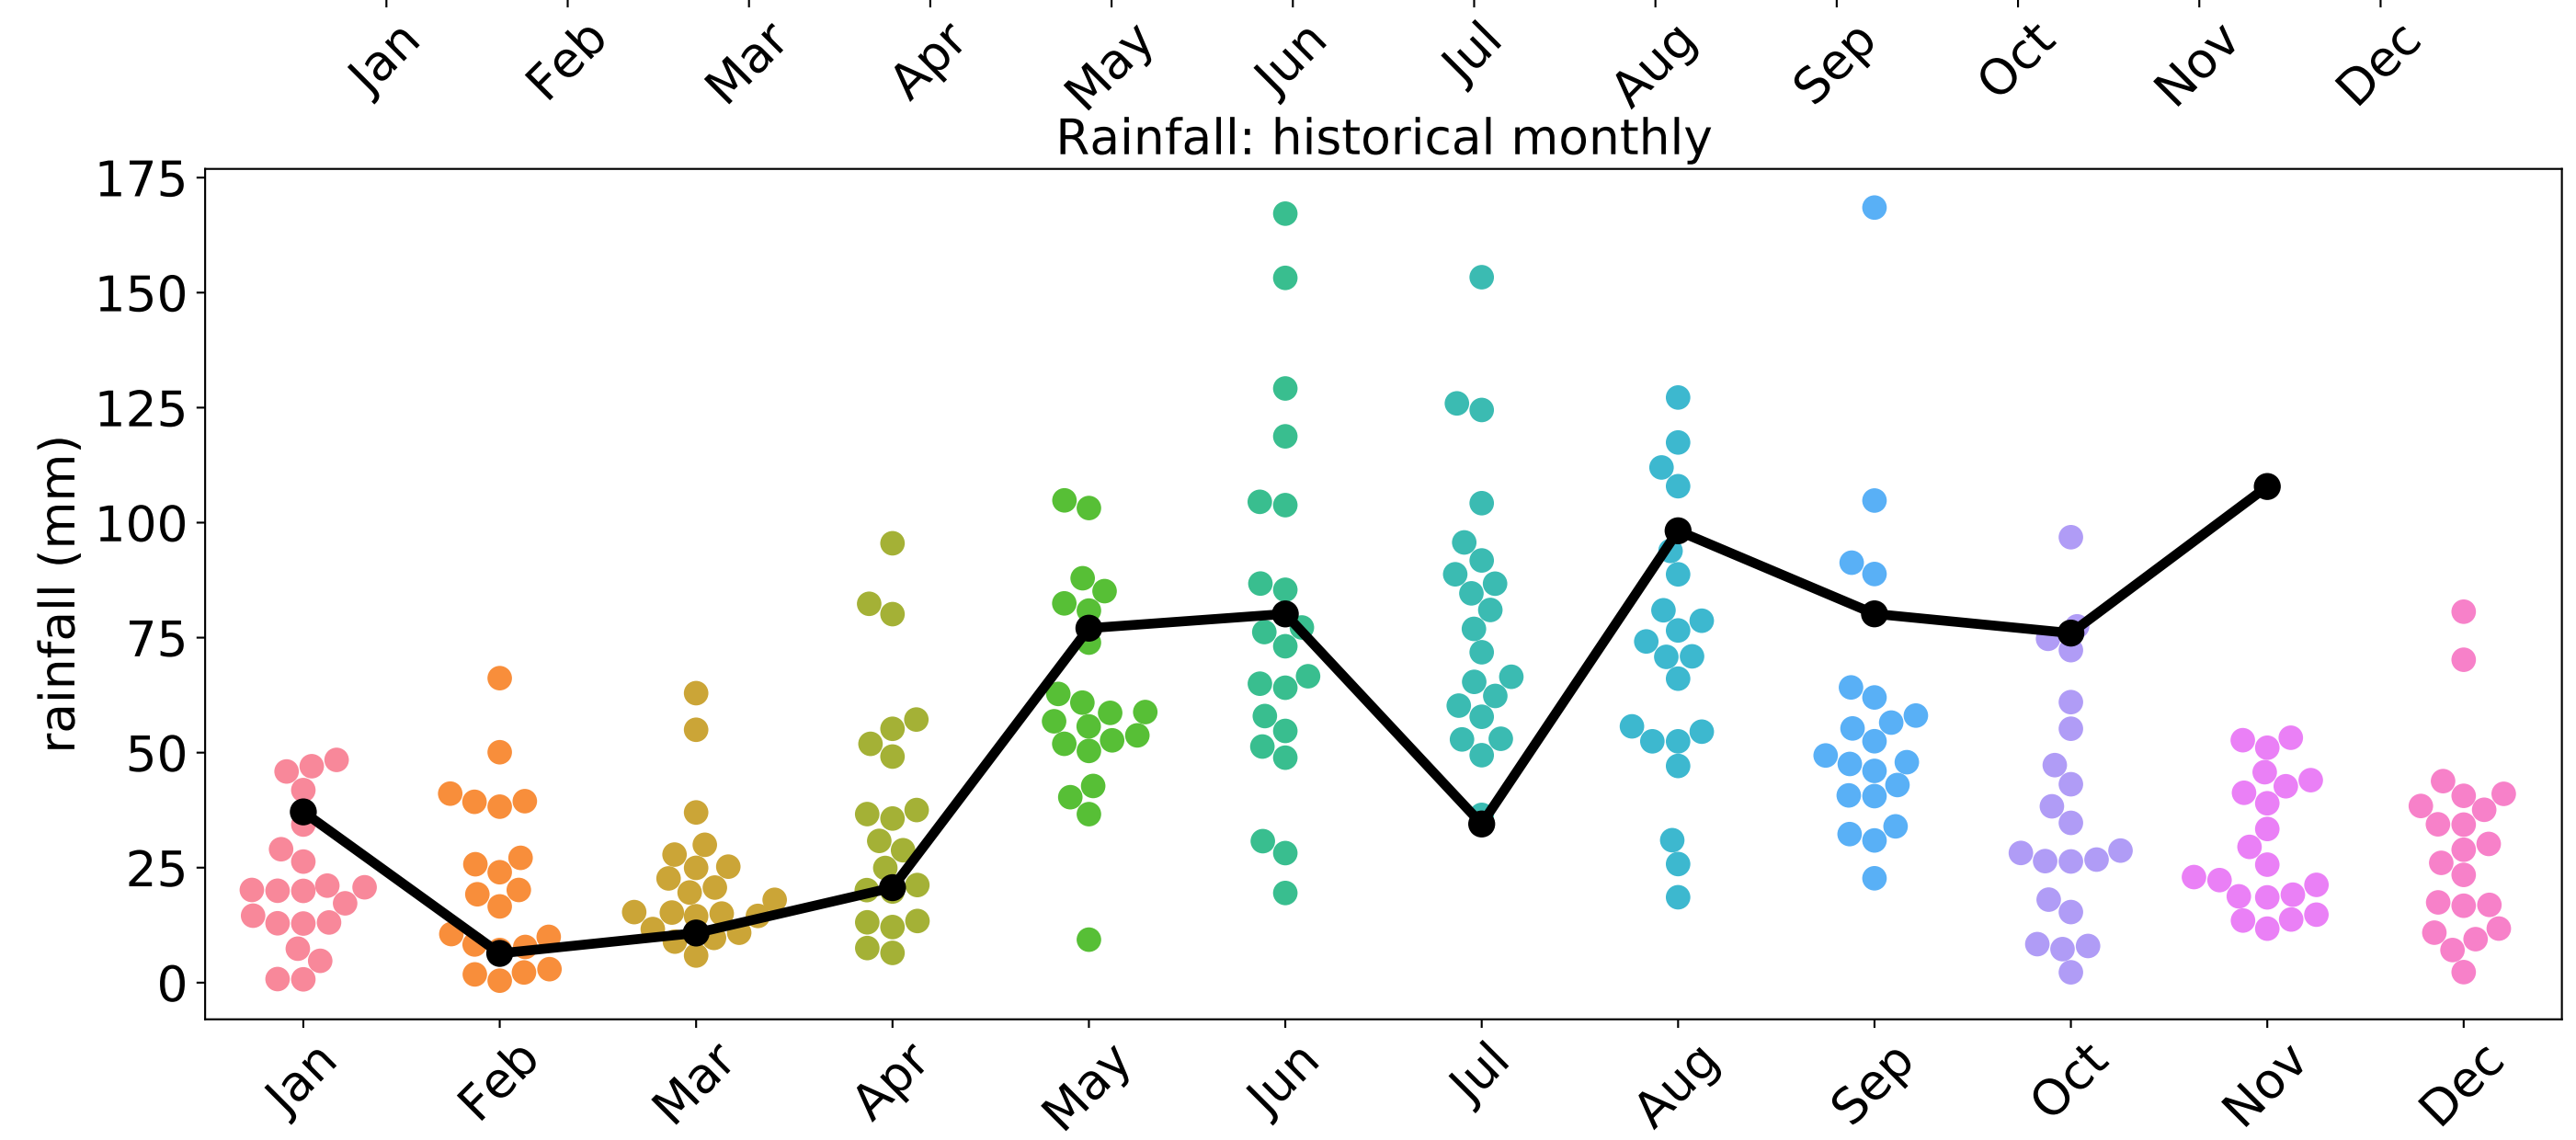 Jan Feb Mar Apr May Jun Jul Aug Sep Oct Nov Dec
Rainfall: historical monthly
175
150
125
100
75
50
25
0
rainfall (mm)
Jan Feb Mar Apr May Jun Jul Aug Sep Oct Nov Dec